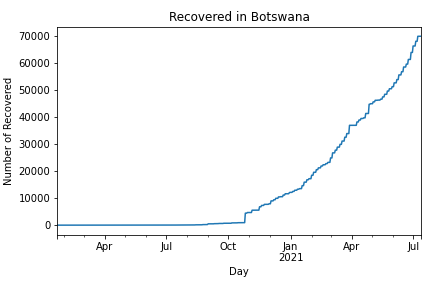 Recovered in Botswana
Number of Recovered
70000
60000
50000
40000
30000
20000
10000
0
Apr
Jul
Oct
Jan
2021
Apr
Jul
Day